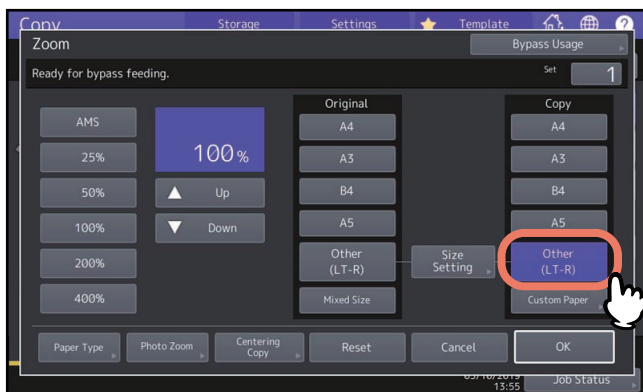 Copy
Storage
Settings
Template
?
Zoom
Bypass Usage
Ready for bypass feeding.
Set
1
Original
Copy
AMS
25%
50%
100%
200%
400%
100 %
Up
Down
A4
A3
B4
A5
Other
(LT-R)
Mixed Size
Size
Setting
A4
A3
B4
A5
Other
(LT-R)
Custom Paper
Paper Type
Photo Zoom
Centering
Copy
Reset
Cancel
OK
13:55
Job Status